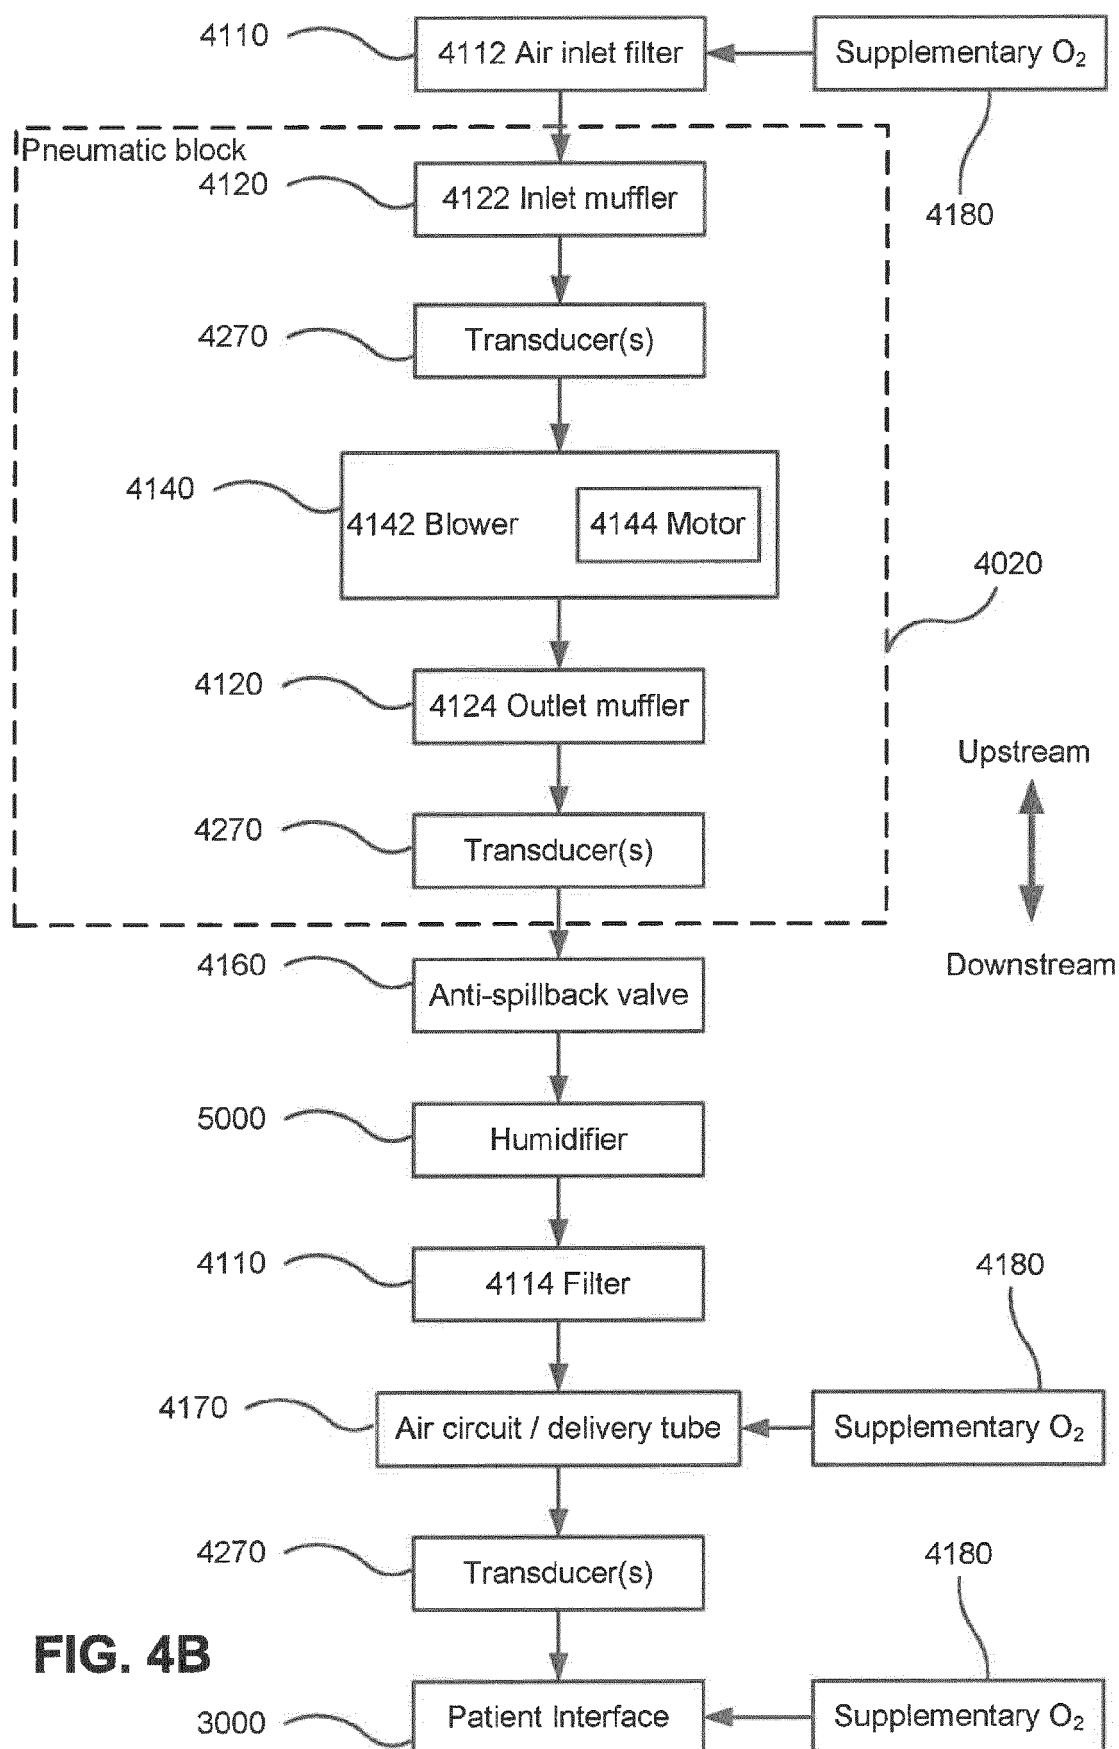 4110
4112 Air inlet filter
Supplementary O₂
Pneumatic block
4120
4122 Inlet muffler
4180
4270
Transducer(s)
4140
4142 Blower
4144 Motor
4020
4120
4124 Outlet muffler
Upstream
4270
Transducer(s)
4160
Anti-spillback valve
Downstream
5000
Humidifier
4110
4114 Filter
4180
4170
Air circuit / delivery tube
Supplementary O₂
4270
Transducer(s)
4180
FIG. 4B
3000
Patient Interface
Supplementary O₂